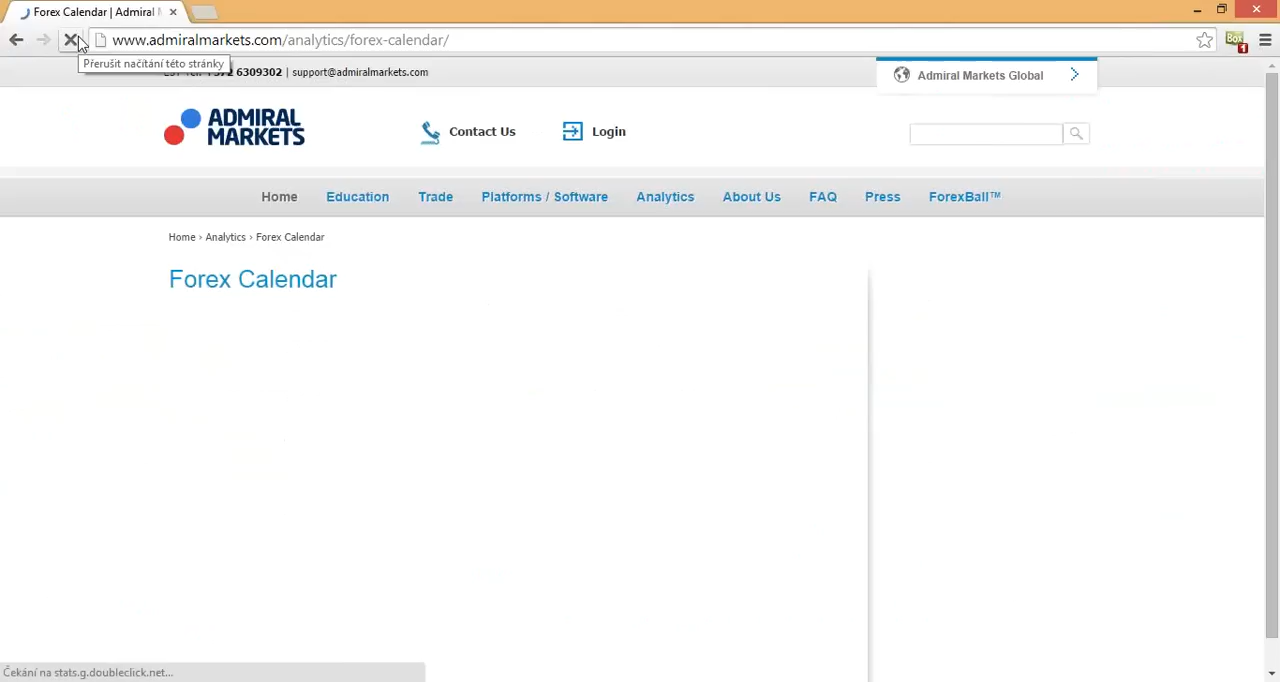 Forex Calendar | Admiral M
www.admiralmarkets.com/analytics/forex-calendar/
Box 1
Přerušit načítání této stránky
6309302 | support@admiralmarkets.com
Admiral Markets Global
ADMIRAL
MARKETS
Contact Us
Login
Home Education Trade Platforms / Software Analytics About Us FAQ Press ForexBall™
Home › Analytics › Forex Calendar
Forex Calendar
Čekání na stats.g.doubleclick.net...